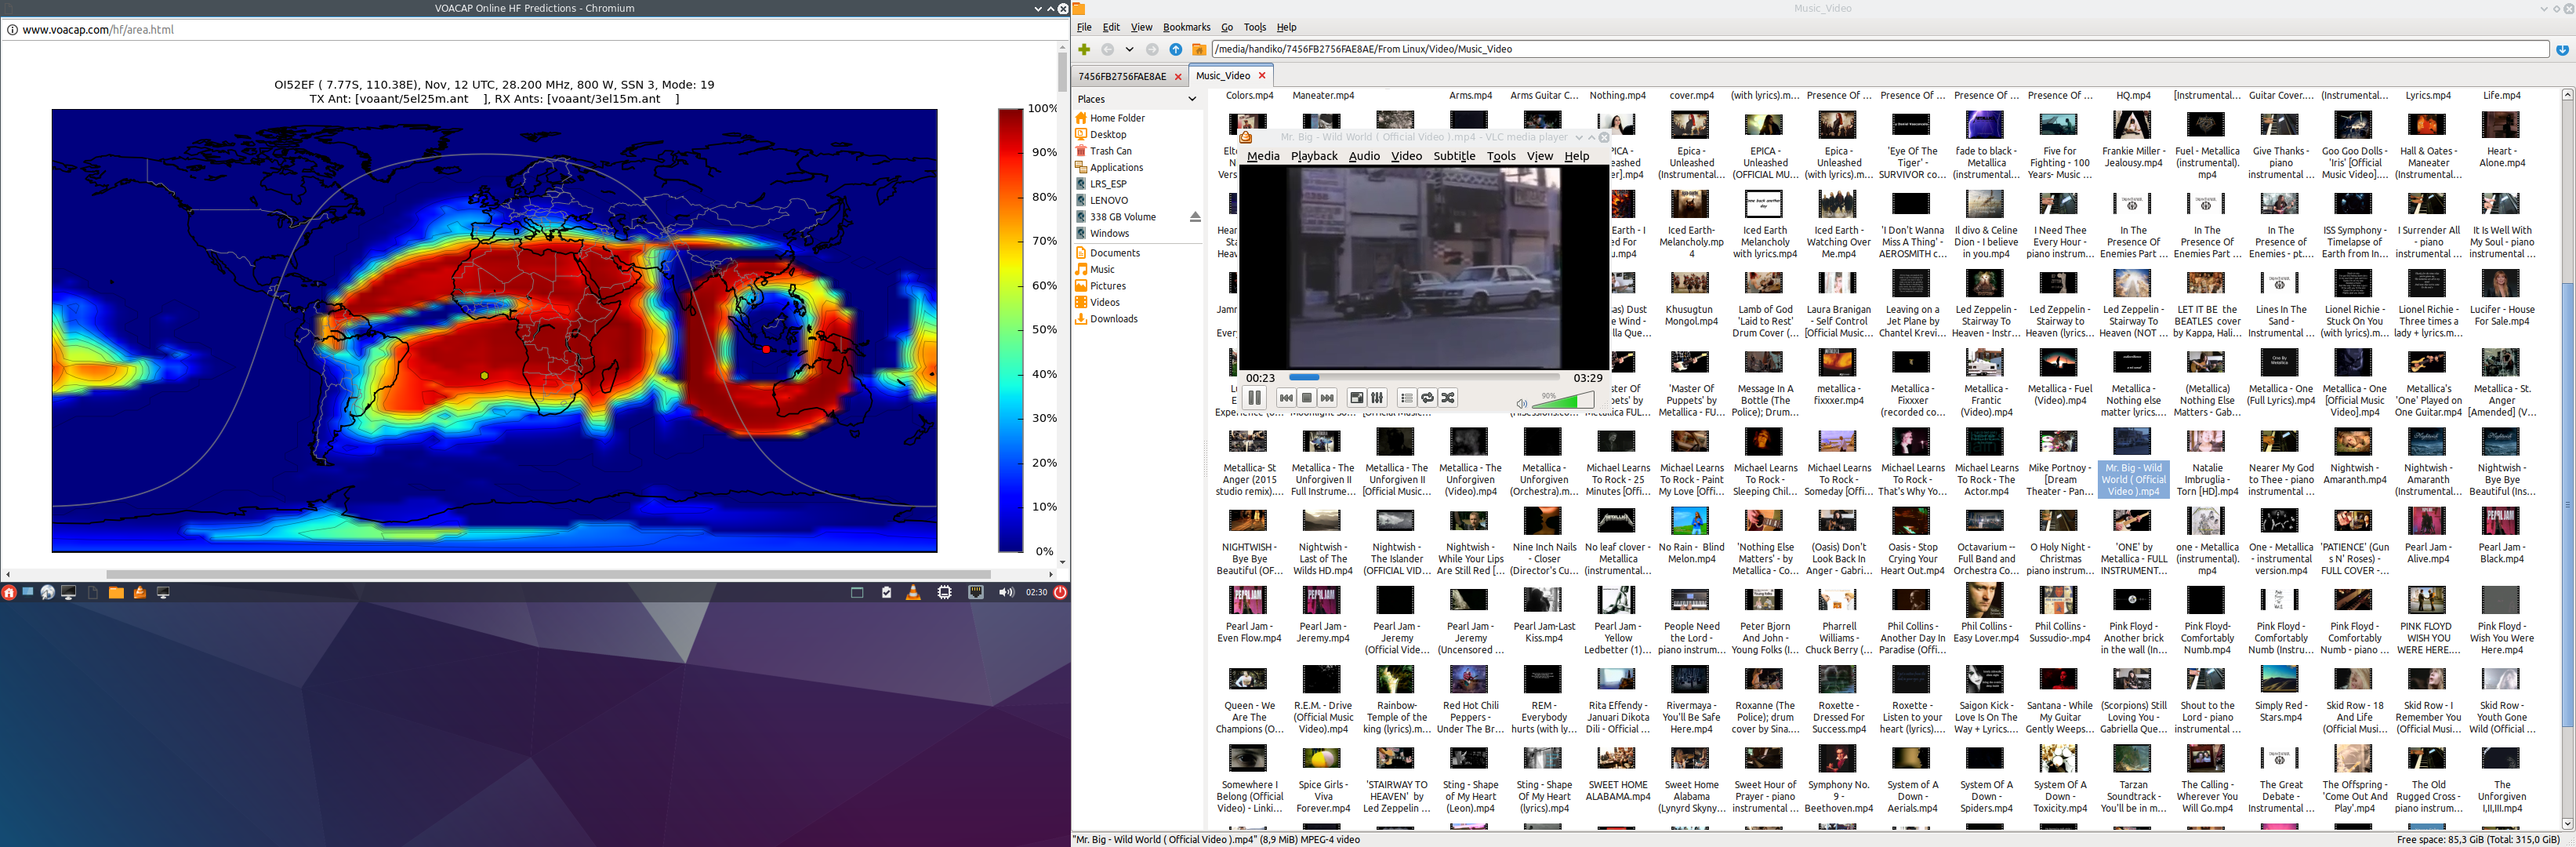 VOACAP Online HF Predictions - Chromium
www.voacap.com/hf/area.html
OI52EF ( 7.77S, 110.38E), Nov, 12 UTC, 28.200 MHz, 800 W, SSN 3, Mode: 19
TX Ant: [voaant/5el25m.ant ], RX Ants: [voaant/3el15m.ant ]
100%
90%
80%
70%
60%
50%
40%
30%
20%
10%
0%
02:30
Music_Video
File Edit View Bookmarks Go Tools Help
/media/handiko/7456FB2756FAE8AE/From Linux/Video/Music_Video
7456FB2756FAE8AE
Music_Video
Places
Home Folder
Desktop
Trash Can
Applications
LRS_ESP
LENOVO
338 GB Volume
Windows
Documents
Music
Pictures
Videos
Downloads
Mr. Big - Wild World ( Official Video ).mp4 - VLC media player
Media Playback Audio Video Subtitle Tools View Help
00:23
03:29
90%
Colors.mp4 Maneater.mp4 Arms.mp4 Arms Guitar C... Nothing.mp4 cover.mp4 (with lyrics).m... Presence Of ... Presence Of ... Presence Of ... Presence Of ... HQ.mp4 [Instrumental... Guitar Cover.... (Instrumental... Lyrics.mp4 Life.mp4
Epica - Unleashed (Instrumental...
EPICA - Unleashed (OFFICIAL MU...
Epica - Unleashed (with lyrics).m...
'Eye Of The Tiger' - SURVIVOR co...
fade to black - Metallica (instrumental)...
Five for Fighting - 100 Years- Music ...
Frankie Miller - Jealousy.mp4
Fuel - Metallica (instrumental). mp4
Give Thanks - piano instrumental ...
Goo Goo Dolls - 'Iris' [Official Music Video]....
Hall & Oates - Maneater (Instrumental...
Heart - Alone.mp4
Iced Earth- Melancholy.mp 4
Iced Earth Melancholy with lyrics.mp4
Iced Earth - Watching Over Me.mp4
'I Don't Wanna Miss A Thing' - AEROSMITH c...
Il divo & Celine Dion - I believe in you.mp4
I Need Thee Every Hour - piano instrum...
In The Presence Of Enemies Part ...
In The Presence Of Enemies Part ...
In The Presence of Enemies - pt....
ISS Symphony - Timelapse of Earth from In...
I Surrender All - piano instrumental ...
It Is Well With My Soul - piano instrumental ...
Khusugtun Mongol.mp4
Lamb of God 'Laid to Rest' Drum Cover (...
Laura Branigan - Self Control [Official Music...
Leaving on a Jet Plane by Chantel Krevi...
Led Zeppelin - Stairway To Heaven - Instr...
Led Zeppelin - Stairway to Heaven (lyrics...
Led Zeppelin - Stairway To Heaven (NOT ...
LET IT BE the BEATLES cover by Kappa, Hali...
Lines In The Sand - Instrumental ...
Lionel Richie - Stuck On You (with lyrics).m...
Lionel Richie - Three times a lady + lyrics.m...
Lucifer - House For Sale.mp4
'Master Of Puppets' by Metallica - FU...
Message In A Bottle (The Police); Drum...
metallica - fixxxer.mp4
Metallica - Fixxxer (recorded co...
Metallica - Frantic (Video).mp4
Metallica - Fuel (Video).mp4
Metallica - Nothing else matter lyrics....
(Metallica) Nothing Else Matters - Gab...
Metallica - One (Full Lyrics).mp4
Metallica - One [Official Music Video].mp4
Metallica's 'One' Played on One Guitar.mp4
Metallica - St. Anger [Amended] (V...
Metallica- St Anger (2015 studio remix)....
Metallica - The Unforgiven II Full Instrume...
Metallica - The Unforgiven II [Official Music...
Metallica - The Unforgiven (Video).mp4
Metallica - Unforgiven (Orchestra).m...
Michael Learns To Rock - 25 Minutes [Offi...
Michael Learns To Rock - Paint My Love [Offi...
Michael Learns To Rock - Sleeping Chil...
Michael Learns To Rock - Someday [Offi...
Michael Learns To Rock - That's Why Yo...
Michael Learns To Rock - The Actor.mp4
Mike Portnoy - [Dream Theater - Pan...
Mr. Big - Wild World ( Official Video ).mp4
Natalie Imbruglia - Torn [HD].mp4
Nearer My God to Thee - piano instrumental ...
Nightwish - Amaranth.mp4
Nightwish - Amaranth (Instrumental...
Nightwish - Bye Bye Beautiful (Ins...
NIGHTWISH - Bye Bye Beautiful (OF...
Nightwish - Last of The Wilds HD.mp4
Nightwish - The Islander (OFFICIAL VID...
Nightwish - While Your Lips Are Still Red [...
Nine Inch Nails - Closer (Director's Cu...
No leaf clover - Metallica (instrumental...
No Rain - Blind Melon.mp4
'Nothing Else Matters' - by Metallica - Co...
(Oasis) Don't Look Back In Anger - Gabri...
Oasis - Stop Crying Your Heart Out.mp4
Octavarium -- Full Band and Orchestra Co...
O Holy Night - Christmas piano instrum...
'ONE' by Metallica - FULL INSTRUMENT...
one - Metallica (instrumental). mp4
One - Metallica - instrumental version.mp4
'PATIENCE' (Gun s N' Roses) - FULL COVER -...
Pearl Jam - Alive.mp4
Pearl Jam - Black.mp4
Pearl Jam - Even Flow.mp4
Pearl Jam - Jeremy.mp4
Pearl Jam - Jeremy (Official Vide...
Pearl Jam - Jeremy (Uncensored ...
Pearl Jam-Last Kiss.mp4
Pearl Jam - Yellow Ledbetter (1)...
People Need the Lord - piano instrum...
Peter Bjorn And John - Young Folks (I...
Pharrell Williams - Chuck Berry (...
Phil Collins - Another Day In Paradise (Offi...
Phil Collins - Easy Lover.mp4
Phil Collins - Sussudio-.mp4
Pink Floyd - Another brick in the wall (In...
Pink Floyd- Comfortably Numb.mp4
Pink Floyd - Comfortably Numb (Instru...
Pink Floyd - Comfortably Numb - piano ...
PINK FLOYD WISH YOU WERE HERE....
Pink Floyd - Wish You Were Here.mp4
Queen - We Are The Champions (O...
R.E.M. - Drive (Official Music Video).mp4
Rainbow- Temple of the king (lyrics).m...
Red Hot Chili Peppers - Under The Br...
REM - Everybody hurts (with ly...
Rita Effendy - Januari Dikota Dili - Official ...
Rivermaya - You'll Be Safe Here.mp4
Roxanne (The Police); drum cover by Sina....
Roxette - Dressed For Success.mp4
Roxette - Listen to your heart (lyrics)....
Saigon Kick - Love Is On The Way + Lyrics....
Santana - While My Guitar Gently Weeps...
(Scorpions) Still Loving You - Gabriella Que...
Shout to the Lord - piano instrumental ...
Simply Red - Stars.mp4
Skid Row - 18 And Life (Official Musi...
Skid Row - I Remember You (Official Musi...
Skid Row - Youth Gone Wild (Official ...
Somewhere I Belong (Official Video) - Linki...
Spice Girls - Viva Forever.mp4
'STAIRWAY TO HEAVEN' by Led Zeppelin ...
Sting - Shape of My Heart (Leon).mp4
Sting - Shape Of My Heart (lyrics).mp4
SWEET HOME ALABAMA.mp4
Sweet Home Alabama (Lynyrd Skyny...
Sweet Hour of Prayer - piano instrumental ...
Symphony No. 9 - Beethoven.mp4
System of A Down - Aerials.mp4
System Of A Down - Spiders.mp4
System Of A Down - Toxicity.mp4
Tarzan Soundtrack - You'll be in m...
The Calling - Wherever You Will Go.mp4
The Great Debate - Instrumental ...
The Offspring - 'Come Out And Play'.mp4
The Old Rugged Cross - piano instrum...
The Unforgiven I,II,III.mp4
"Mr. Big - Wild World ( Official Video ).mp4" (8,9 MiB) MPEG-4 video
Free space: 85,3 GiB (Total: 315,0 GiB)